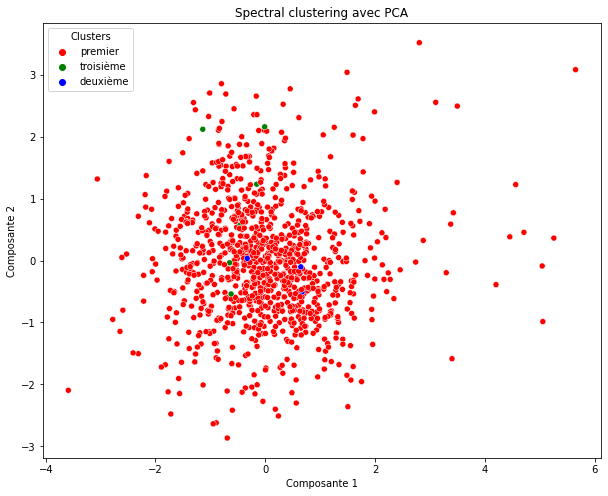 Spectral clustering avec PCA
Clusters
premier
troisième
deuxième
3
2
1
0
−1
−2
−3
Composante 2
−4
−2
0
2
4
6
Composante 1